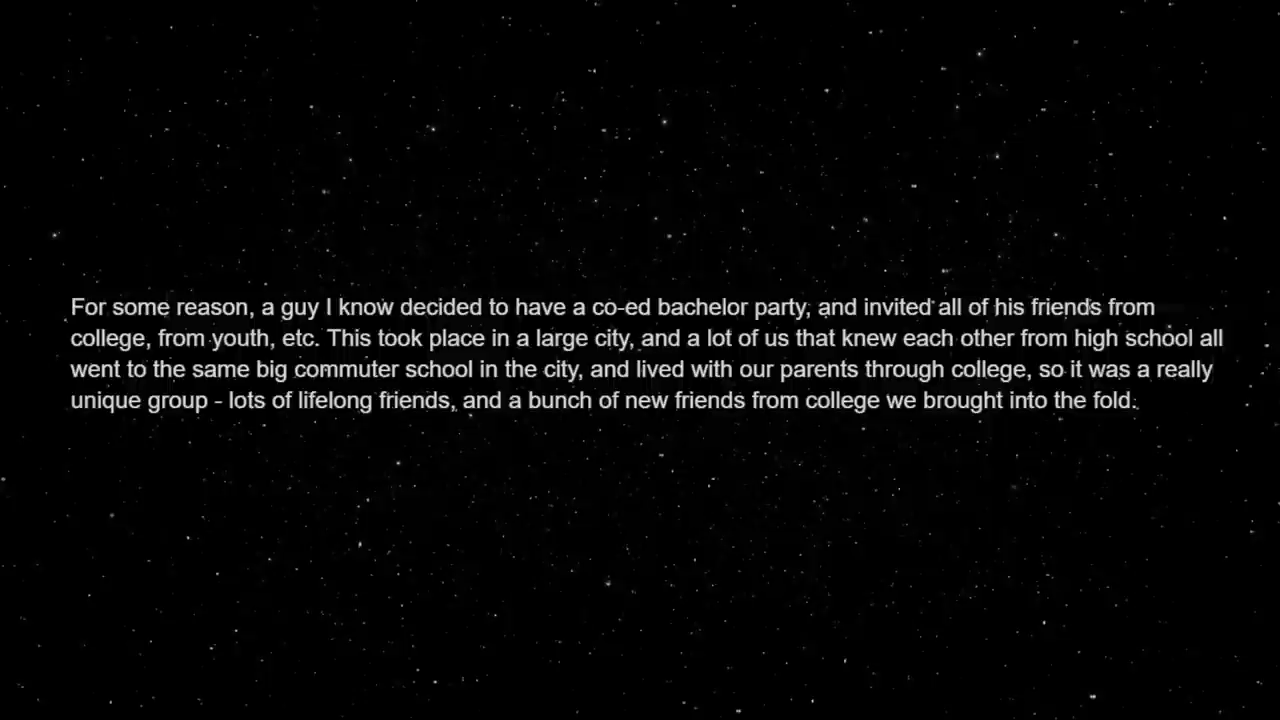 For some reason, a guy I know decided to have a co-ed bachelor party, and invited all of his friends from
college, from youth, etc. This took place in a large city, and a lot of us that knew each other from high school all
went to the same big commuter school in the city, and lived with our parents through college, so it was a really
unique group - lots of lifelong friends, and a bunch of new friends from college we brought into the fold.